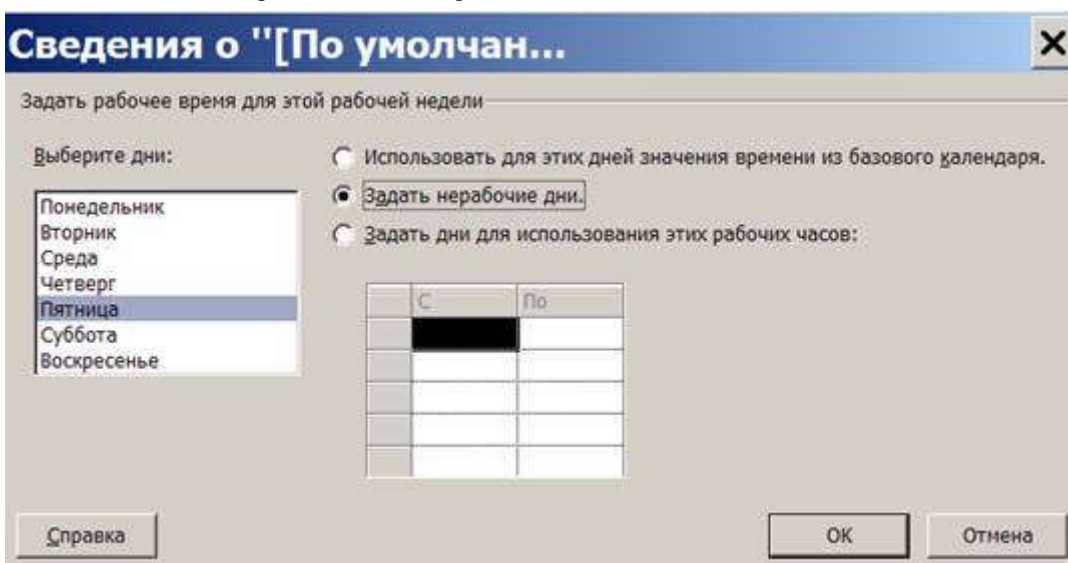 Сведения о "[По умолчан...
Задать рабочее время для этой рабочей недели
Выберите дни:
Использовать для этих дней значения времени из базового календаря.
Задать нерабочие дни.
Задать дни для использования этих рабочих часов:
Понедельник
Вторник
Среда
Четверг
Пятница
Суббота
Воскресенье
С По
Справка
ОК
Отмена